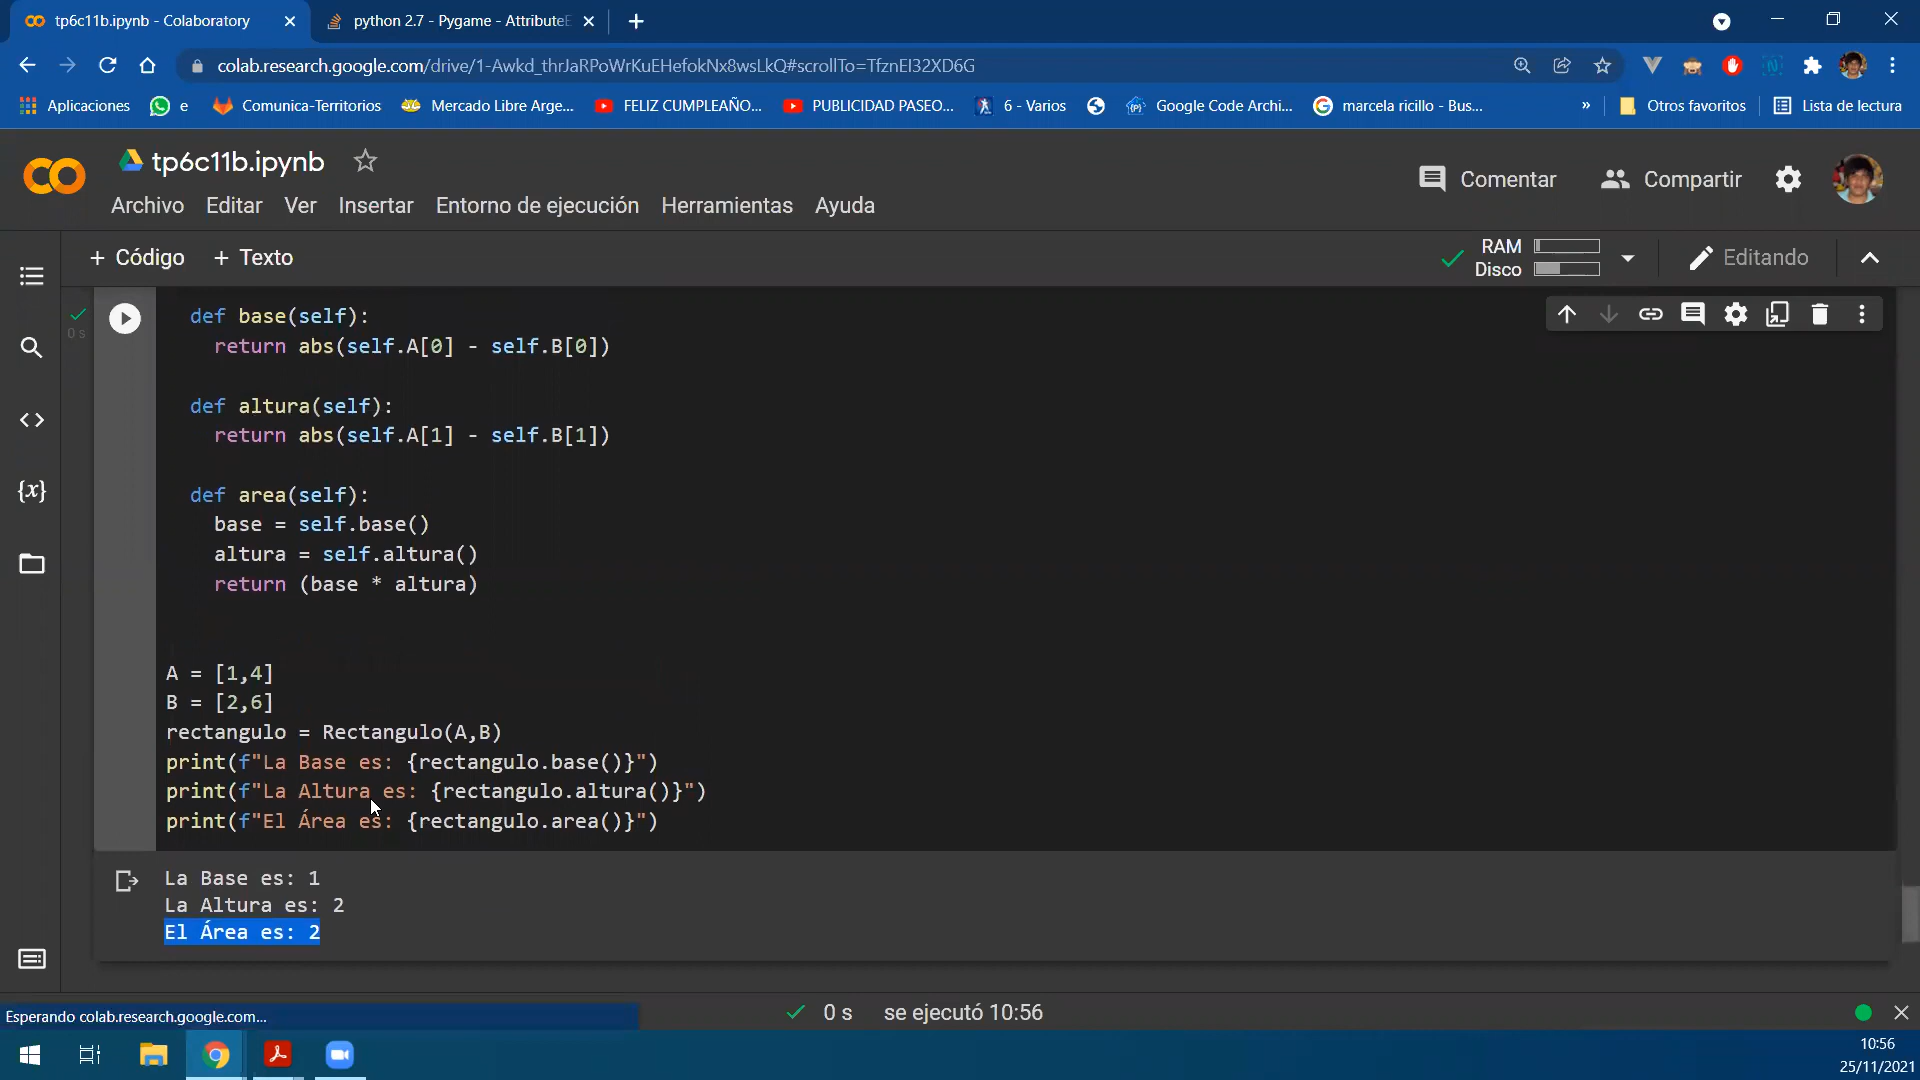 tp6c11b.ipynb - Colaboratory
python 2.7 - Pygame - AttributeE
colab.research.google.com/drive/1-Awkd_thrJaRPoWrKuEHefokNx8wsLkQ#scrollTo=TfznEl32XD6G
Aplicaciones
e
Comunica-Territorios
Mercado Libre Arge...
FELIZ CUMPLEAÑO...
PUBLICIDAD PASEO...
6 - Varios
Google Code Archi...
marcela ricillo - Bus...
»
Otros favoritos
Lista de lectura
tp6c11b.ipynb
Comentar
Compartir
Archivo
Editar
Ver
Insertar
Entorno de ejecución
Herramientas
Ayuda
+ Código
+ Texto
RAM
Disco
Editando
0 s
{x}
def base(self):
return abs(self.A[0] - self.B[0])
def altura(self):
return abs(self.A[1] - self.B[1])
def area(self):
base = self.base()
altura = self.altura()
return (base * altura)
A = [1,4]
B = [2,6]
rectangulo = Rectangulo(A,B)
print(f"La Base es: {rectangulo.base()}")
print(f"La Altura es: {rectangulo.altura()}")
print(f"El Área es: {rectangulo.area()}")
La Base es: 1
La Altura es: 2
El Área es: 2
Esperando colab.research.google.com...
0 s se ejecutó 10:56
10:56
25/11/2021